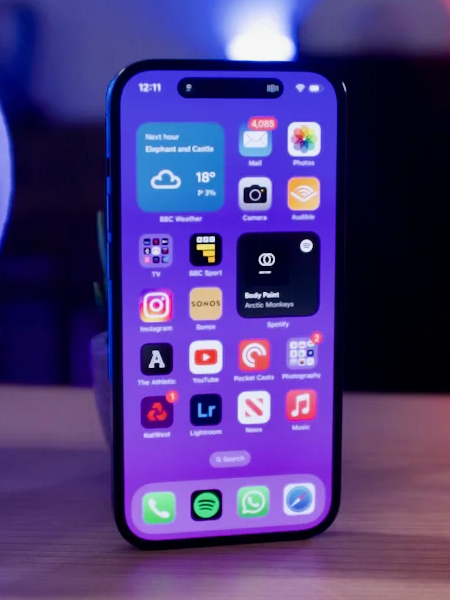 12:11
Next hour
Elephant and Castle
18°
3%
BBC Weather
4,085
Mail
Photos
Camera
Audible
TV
BBC Sport
Body Paint
Arctic Monkeys
Spotify
Instagram
SONOS
Sonos
A
The Athletic
YouTube
Pocket Casts
2
Photography
1
NatWest
Lr
Lightroom
N
News
Music
Search